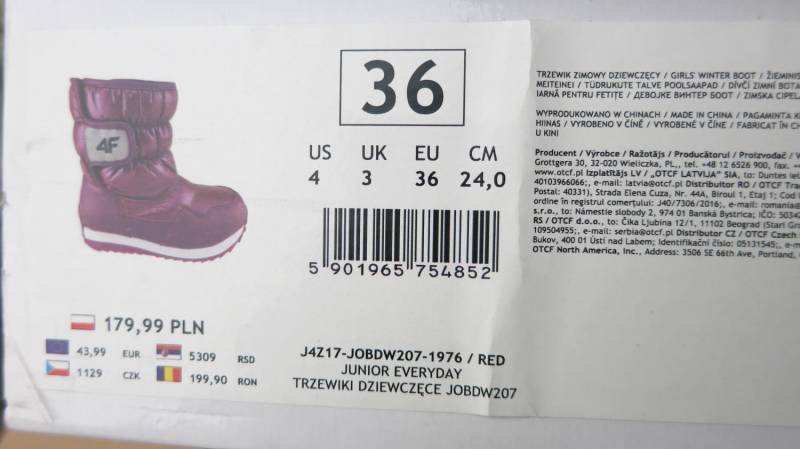 4F
179,99 PLN
43,99 EUR 5309 RSD
1129 CZK 199,90 RON
36
US UK EU CM
4 3 36 24,0
5 901965 754852
J4Z17-JOBDW207-1976 / RED
JUNIOR EVERYDAY
TRZEWIKI DZIEWCZĘCE JOBDW207
TRZEWIK ZIMOWY DZIEWCZĘCY / GIRLS' WINTER BOOT / ŽIEMINIS
MEITEINEI / TÜDRUKUTE TALVE POOLSAAPAD / DÍVČÍ ZIMNÍ BOTA
IARNĂ PENTRU FETIȚE / ДЕВОЈКЕ ВИНТЕР БООТ / ZIMSKA CIPELA
WYPRODUKOWANO W CHINACH / MADE IN CHINA / PAGAMINTA KI
HIINAS / VYROBENO V ČÍNĚ / VYROBENÉ V ČÍNE / FABRICAT ÎN CH
U KINI
Producent / Výrobce / Ražotājs / Producătorul / Proizvođač / V
Grottgera 30, 32-020 Wieliczka, PL., tel. +48 12 6526 900, fax.
www.otcf.pl Izplatītājs LV / „OTCF LATVIJA" SIA, to: Duntes iel
40103966066;, e-mail: latvia@otcf.pl Distribuitor RO / OTCF Tra
Postal: 40331, Strada Elena Cuza, Nr. 44A, Biroul 1, Etaj 1; Cod
ordine în registrul comerțului: J40/7306/2016;, e-mail: romania@
s.r.o., to: Námestie slobody 2, 974 01 Banská Bystrica; IČO: 5034
RS / OTCF d.o.o., to: Čika Ljubina 12/1, 11102 Beograd (Stari Gra
109504955;, e-mail: serbia@otcf.pl Distributor CZ / OTCF Czech
Bukov, 400 01 Ústí nad Labem; Identifikační číslo: 05131545;, e-m
OTCF North America, Inc., Address: 3506 SE 66th Ave, Portland,